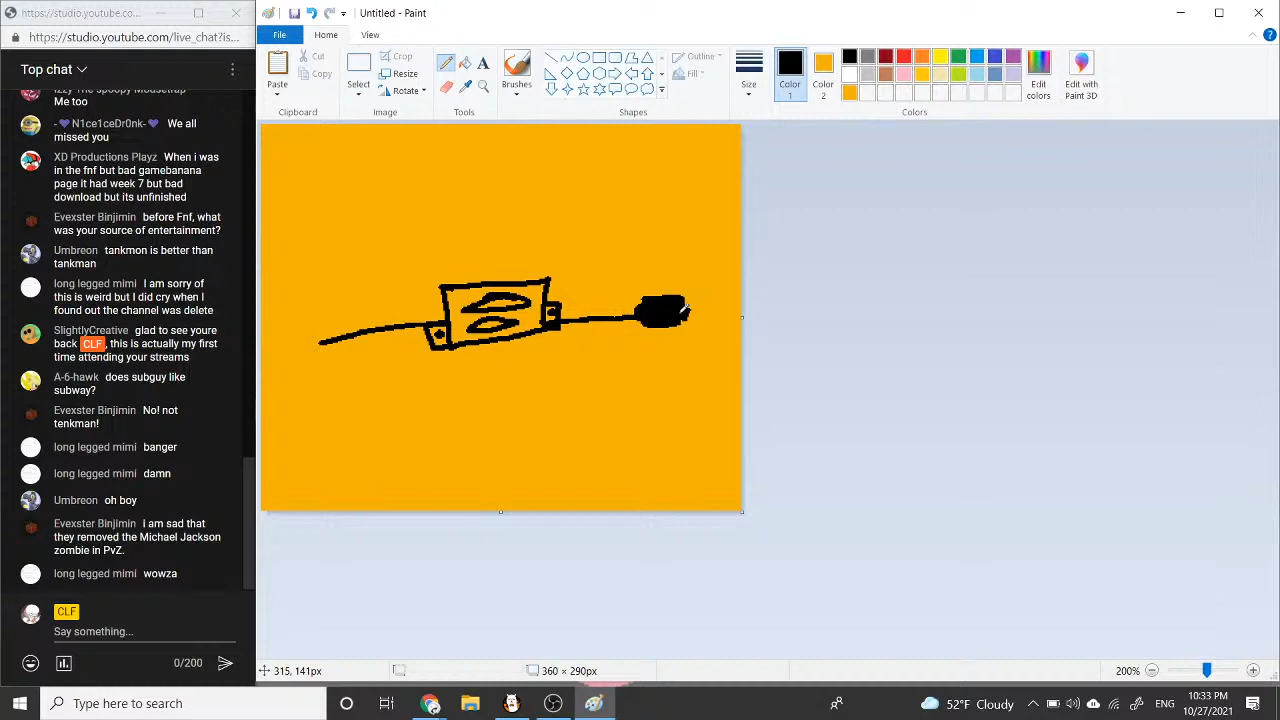 https://studio.youtube.co...
https://studio.youtube.com/live_chat?is...
Top chat
Izzy The Spoopy Mousetrap
Me too
-💜N1ce1ceDr0nk-💜 We all
missed you
XD Productions Playz When i was
in the fnf but bad gamebanana
page it had week 7 but bad
download but its unfinished
Evexster Binjimin before Fnf, what
was your source of entertainment?
Umbreon tankmon is better than
tankman
long legged mimi I am sorry of
this is weird but I did cry when I
found out the channel was delete
SlightlyCreative glad to see youre
back CLF, this is actually my first
time attending your streams
A-6-hawk does subguy like
subway?
Evexster Binjimin No! not
tenkman!
long legged mimi banger
long legged mimi damn
Umbreon oh boy
Evexster Binjimin i am sad that
they removed the Michael Jackson
zombie in PvZ.
long legged mimi wowza
CLF
Say something...
0/200
Untitled - Paint
File Home View
Paste
Cut
Copy
Clipboard
Select
Crop
Resize
Rotate
Image
A
Tools
Brushes
Outline
Fill
Shapes
Size
Color
1
Color
2
Edit
colors
Edit with
Paint 3D
Colors
315, 141px
360 × 290px
200%
Type here to search
52°F Cloudy
ENG
10:33 PM
10/27/2021